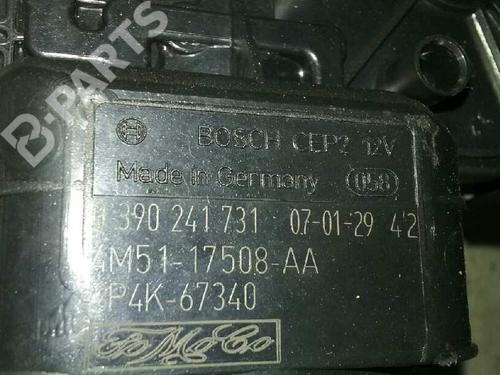 B-PARTS
BOSCH CEP2 12V
Made In Germany 058
390 241 731 07-01-29 42
4M51-17508-AA
P4K-67340
FoMoCo